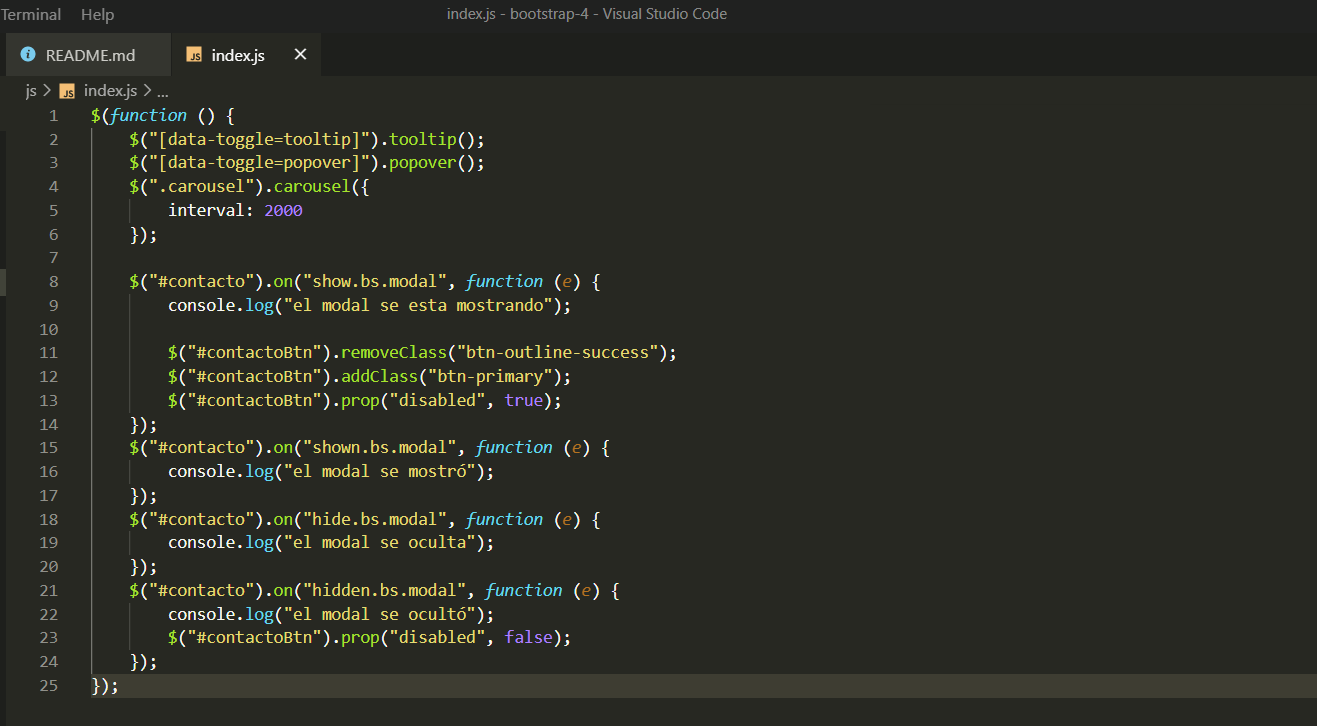 Terminal Help index.js - bootstrap-4 - Visual Studio Code
README.md index.js
js > index.js > ...
1 $(function () {
2 $("[data-toggle=tooltip]").tooltip();
3 $("[data-toggle=popover]").popover();
4 $(".carousel").carousel({
5 interval: 2000
6 });
7
8 $("#contacto").on("show.bs.modal", function (e) {
9 console.log("el modal se esta mostrando");
10
11 $("#contactoBtn").removeClass("btn-outline-success");
12 $("#contactoBtn").addClass("btn-primary");
13 $("#contactoBtn").prop("disabled", true);
14 });
15 $("#contacto").on("shown.bs.modal", function (e) {
16 console.log("el modal se mostró");
17 });
18 $("#contacto").on("hide.bs.modal", function (e) {
19 console.log("el modal se oculta");
20 });
21 $("#contacto").on("hidden.bs.modal", function (e) {
22 console.log("el modal se ocultó");
23 $("#contactoBtn").prop("disabled", false);
24 });
25 });